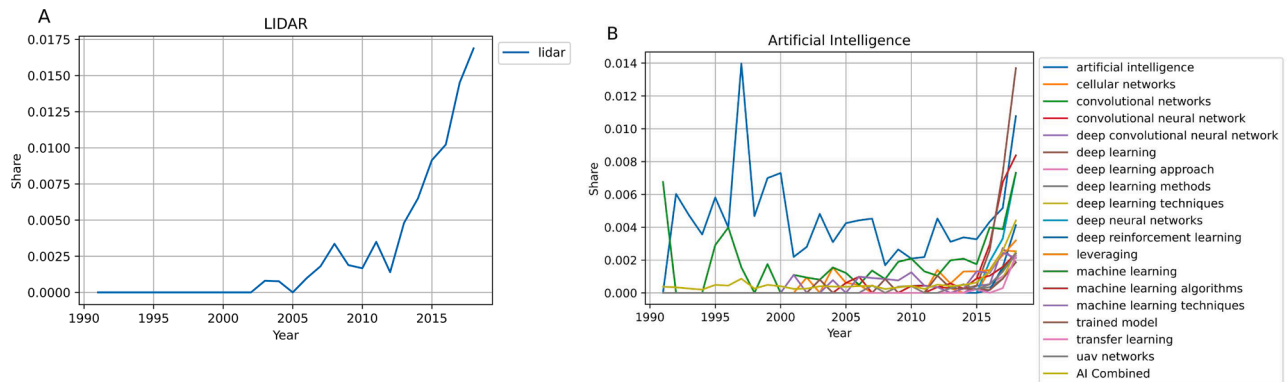 A
LIDAR
0.0175
0.0150
0.0125
0.0100
0.0075
0.0050
0.0025
0.0000
Share
1990
1995
2000
2005
2010
2015
Year
lidar
B
Artificial Intelligence
0.014
0.012
0.010
0.008
0.006
0.004
0.002
0.000
Share
1990
1995
2000
2005
2010
2015
Year
artificial intelligence
cellular networks
convolutional networks
convolutional neural network
deep convolutional neural network
deep learning
deep learning approach
deep learning methods
deep learning techniques
deep neural networks
deep reinforcement learning
leveraging
machine learning
machine learning algorithms
machine learning techniques
trained model
transfer learning
uav networks
AI Combined